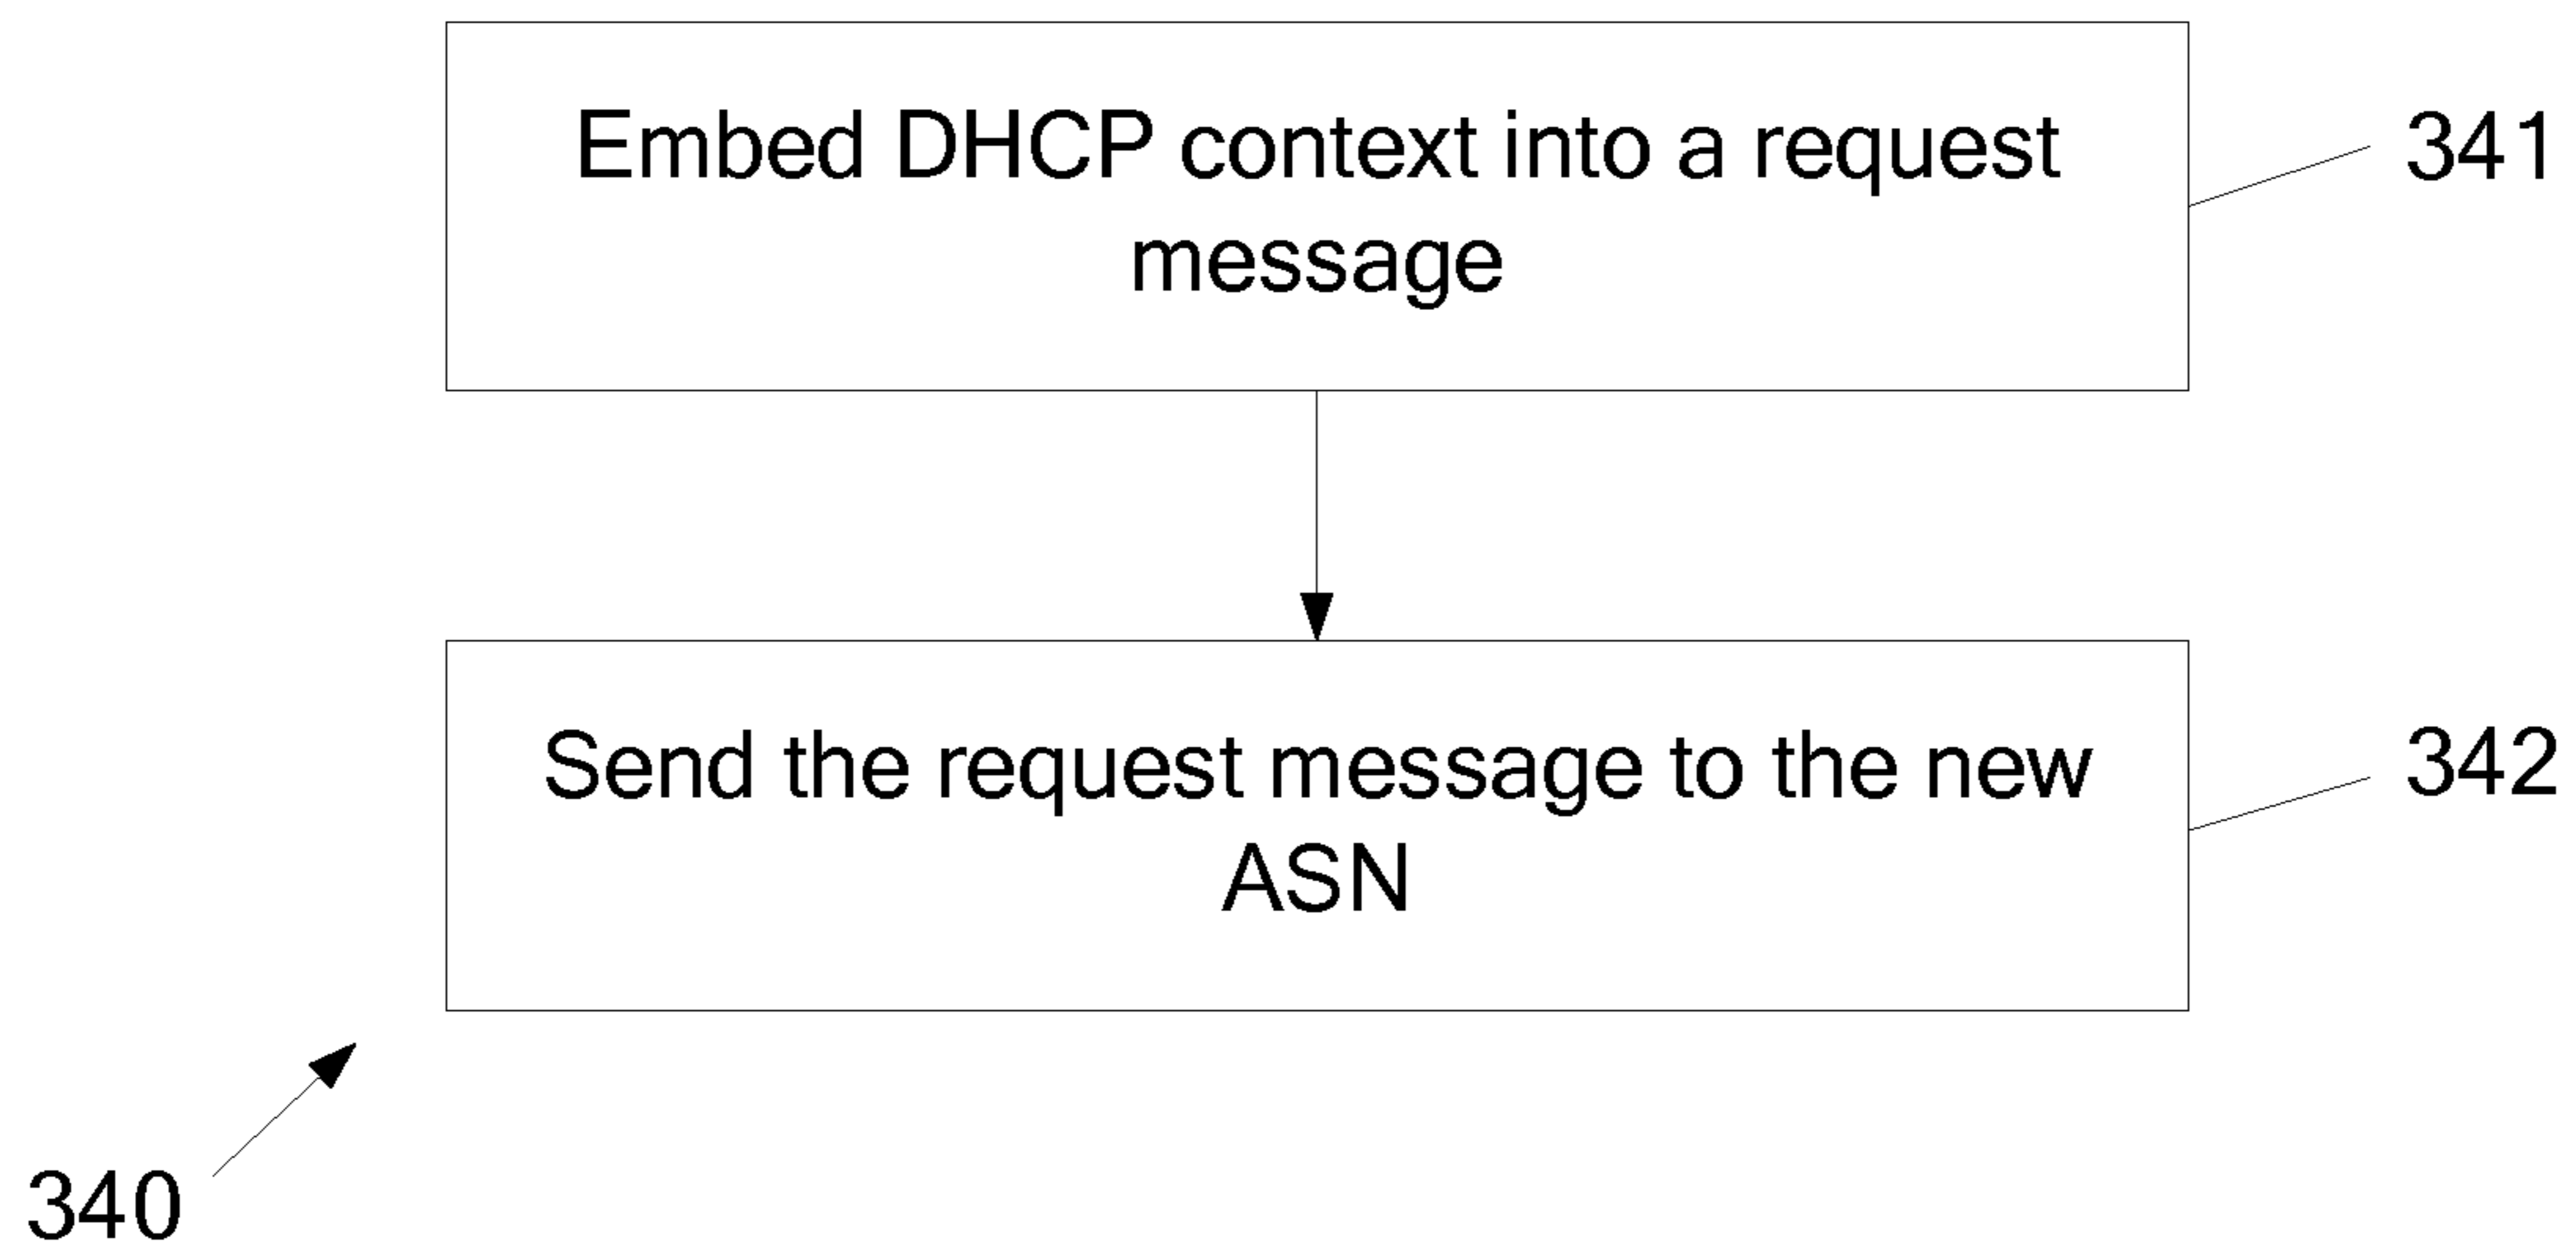 Embed DHCP context into a request
message
341
Send the request message to the new
ASN
342
340